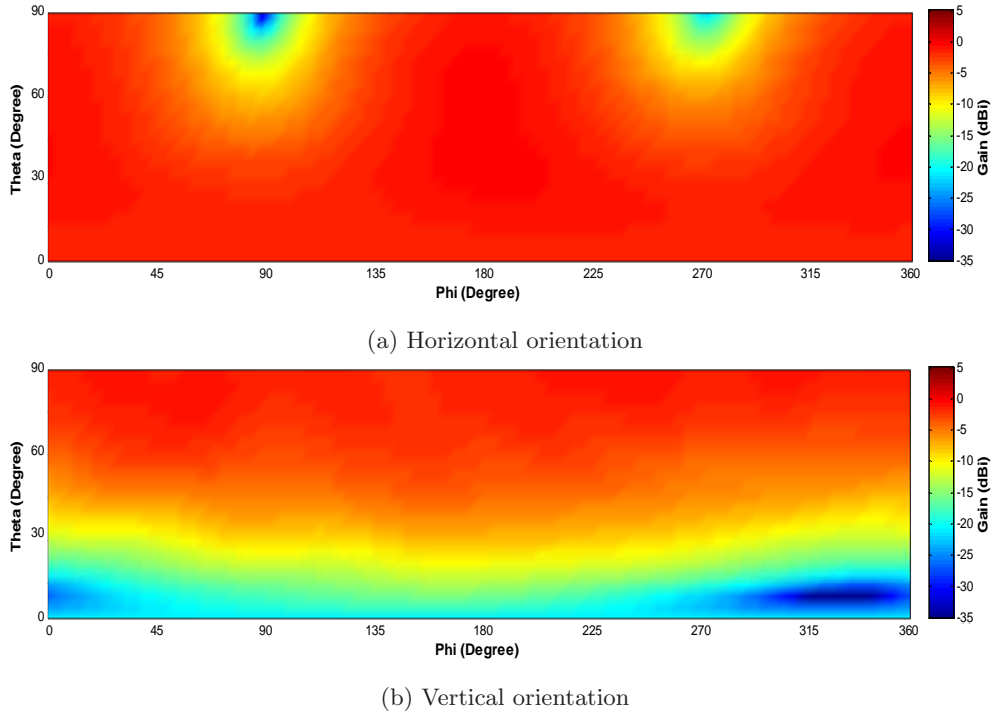 90
60
30
0
Theta (Degree)
0 45 90 135 180 225 270 315 360
Phi (Degree)
5
0
-5
-10
-15
-20
-25
-30
-35
Gain (dBi)
(a) Horizontal orientation
90
60
30
0
Theta (Degree)
0 45 90 135 180 225 270 315 360
Phi (Degree)
5
0
-5
-10
-15
-20
-25
-30
-35
Gain (dBi)
(b) Vertical orientation